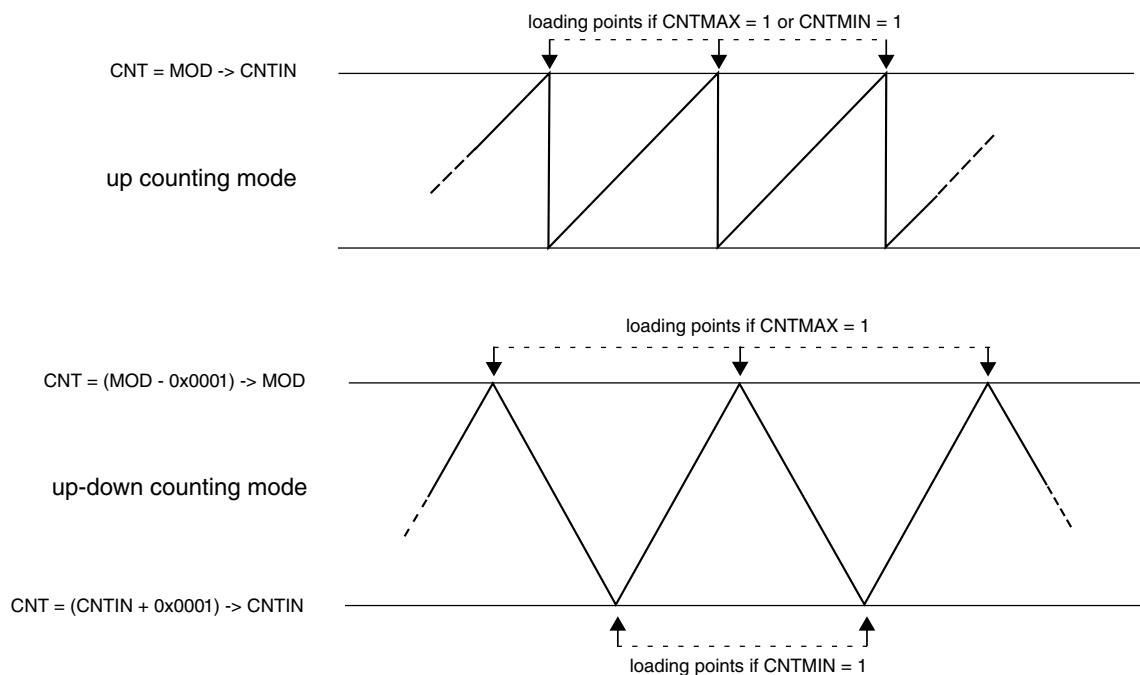 loading points if CNTMAX = 1 or CNTMIN = 1
CNT = MOD -> CNTIN
up counting mode
loading points if CNTMAX = 1
CNT = (MOD - 0x0001) -> MOD
up-down counting mode
CNT = (CNTIN + 0x0001) -> CNTIN
loading points if CNTMIN = 1